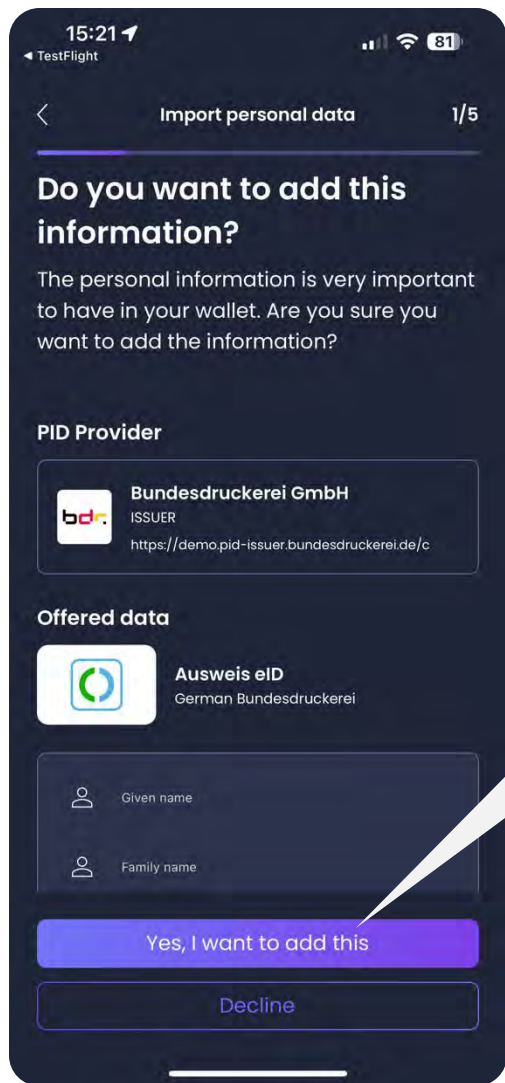 15:21
81
TestFlight
Import personal data 1/5
Do you want to add this
information?
The personal information is very important
to have in your wallet. Are you sure you
want to add the information?
PID Provider
bdr.
Bundesdruckerei GmbH
ISSUER
https://demo.pid-issuer.bundesdruckerei.de/c
Offered data
Ausweis eID
German Bundesdruckerei
Given name
Family name
Yes, I want to add this
Decline